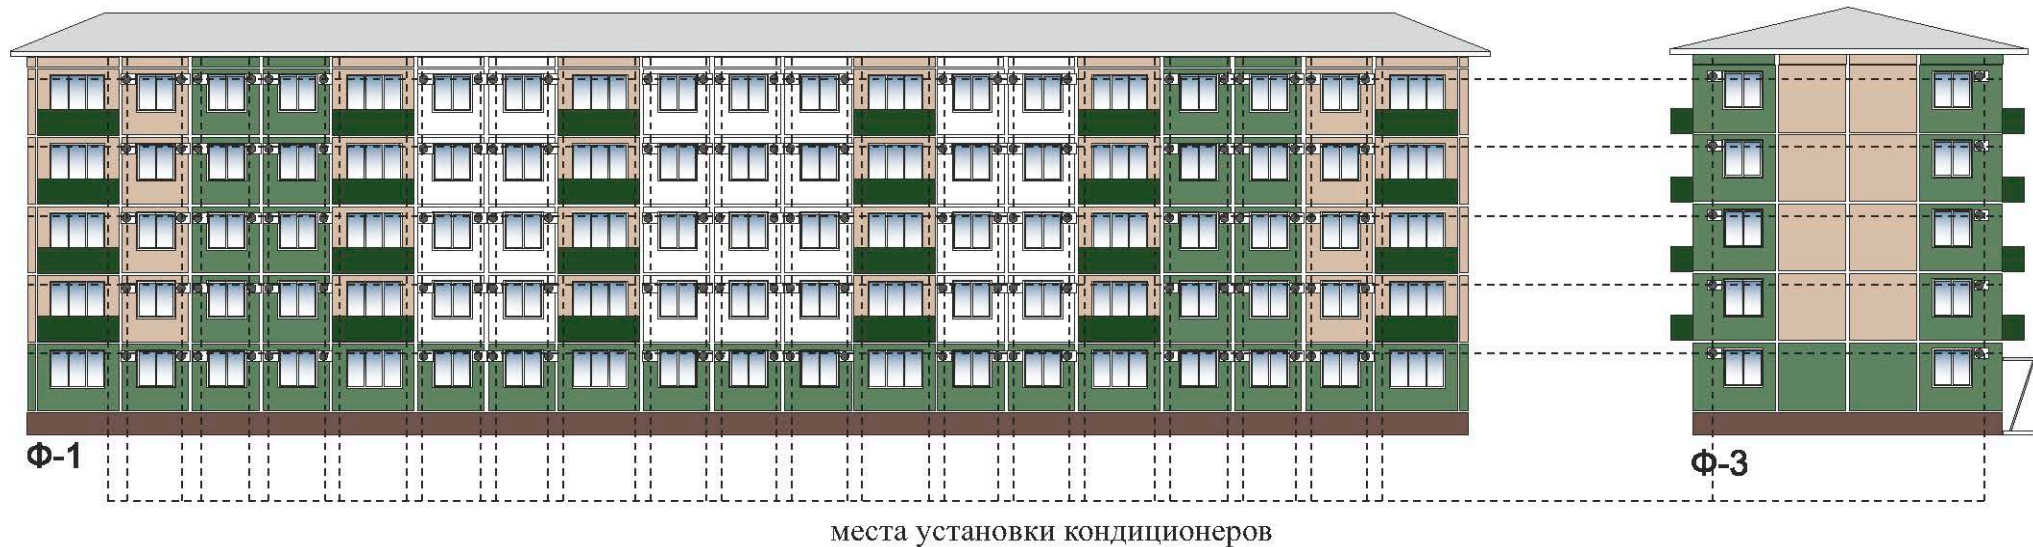 Ф-1
Ф-3
места установки кондиционеров